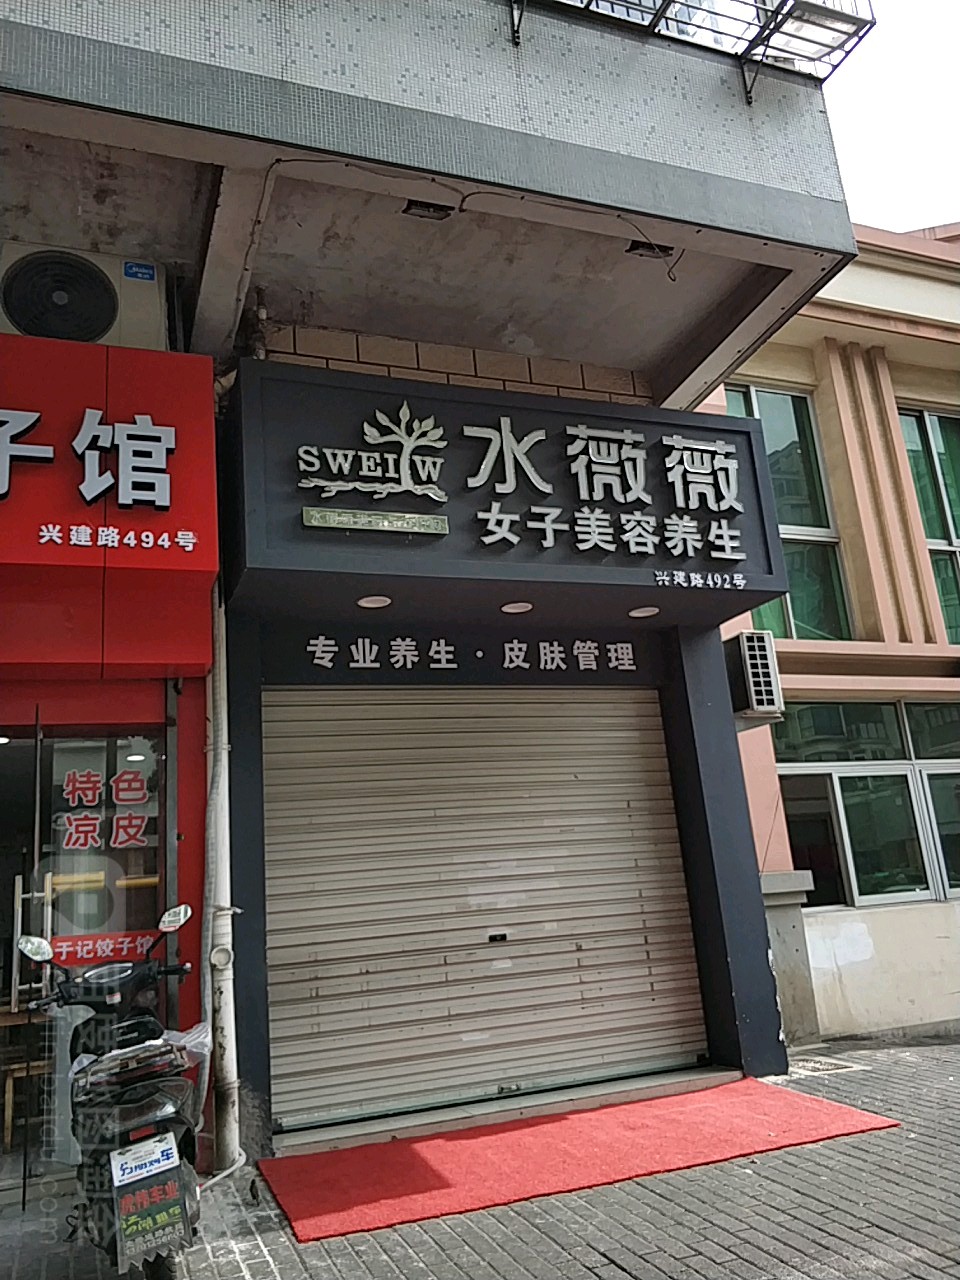 Midea
子馆
兴建路494号
SWEIW
水薇薇
女子美容养生
兴建路492号
专业养生·皮肤管理
特色
凉皮
于记饺子馆